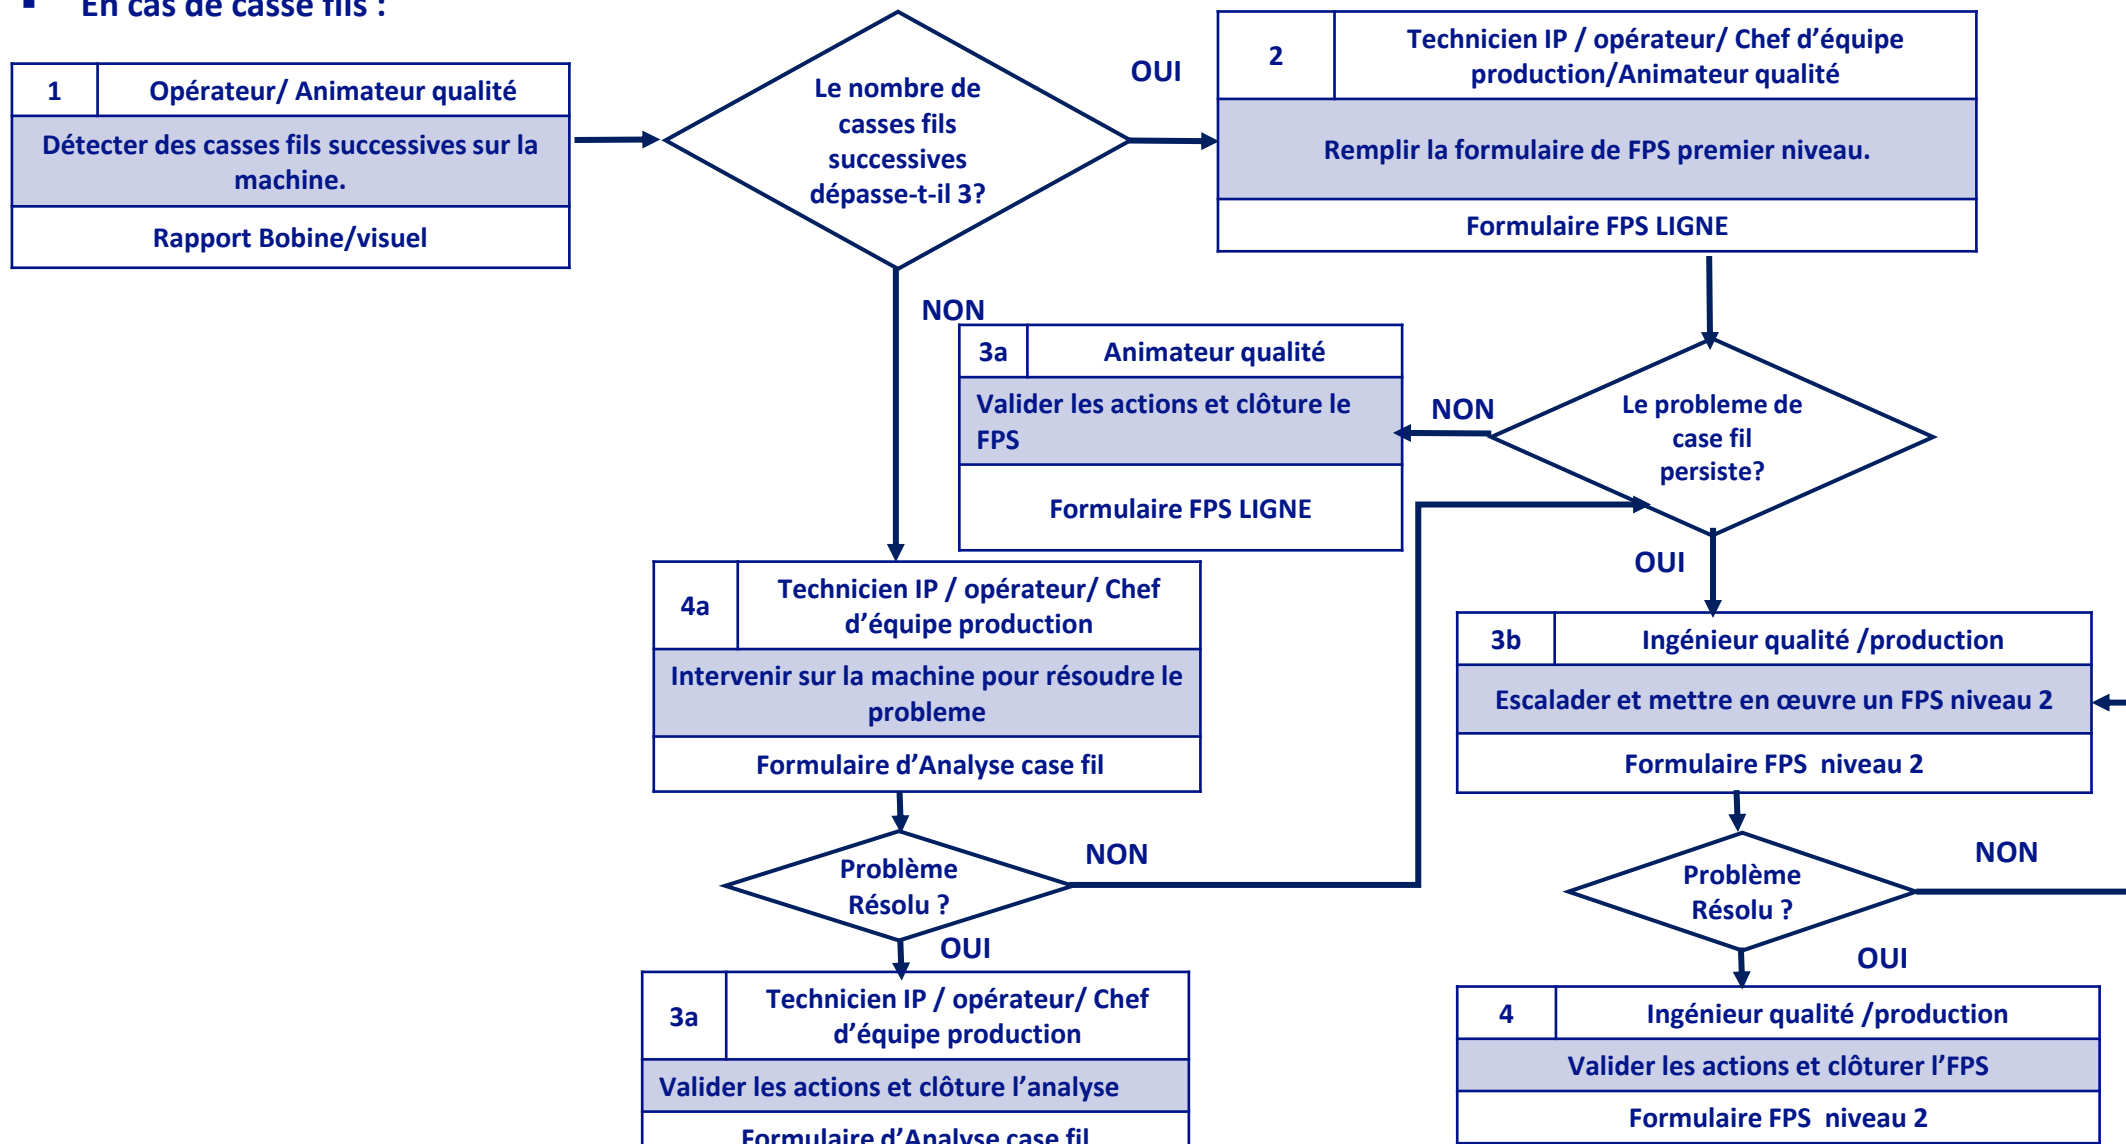 ▪ En cas de casse fils :
1
Opérateur/ Animateur qualité
Détecter des casses fils successives sur la
machine.
Rapport Bobine/visuel
Le nombre de
casses fils
successives
dépasse-t-il 3?
OUI
2
Technicien IP / opérateur/ Chef d’équipe
production/Animateur qualité
Remplir la formulaire de FPS premier niveau.
Formulaire FPS LIGNE
NON
3a
Animateur qualité
Valider les actions et clôture le
FPS
Formulaire FPS LIGNE
NON
Le probleme de
case fil
persiste?
OUI
4a
Technicien IP / opérateur/ Chef
d’équipe production
Intervenir sur la machine pour résoudre le
probleme
Formulaire d’Analyse case fil
3b
Ingénieur qualité /production
Escalader et mettre en œuvre un FPS niveau 2
Formulaire FPS niveau 2
Problème
Résolu ?
NON
OUI
Problème
Résolu ?
NON
OUI
3a
Technicien IP / opérateur/ Chef
d’équipe production
Valider les actions et clôture l’analyse
Formulaire d’Analyse case fil
4
Ingénieur qualité /production
Valider les actions et clôturer l’FPS
Formulaire FPS niveau 2